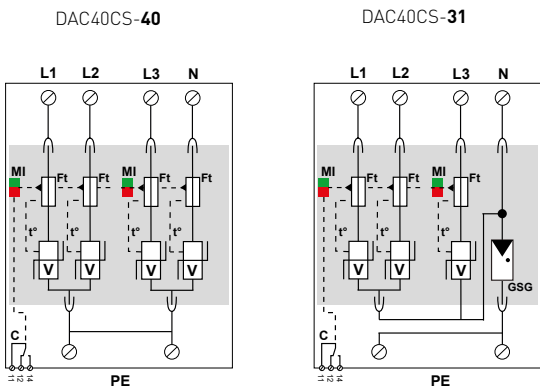 DAC40CS-40
DAC40CS-31
L1 L2 L3 N
MI Ft Ft MI Ft Ft
t° t° t° t°
V V V V
C
11 12 14
PE
L1 L2 L3 N
MI Ft Ft MI Ft
t° t° t°
V V V
GSG
C
11 12 14
PE